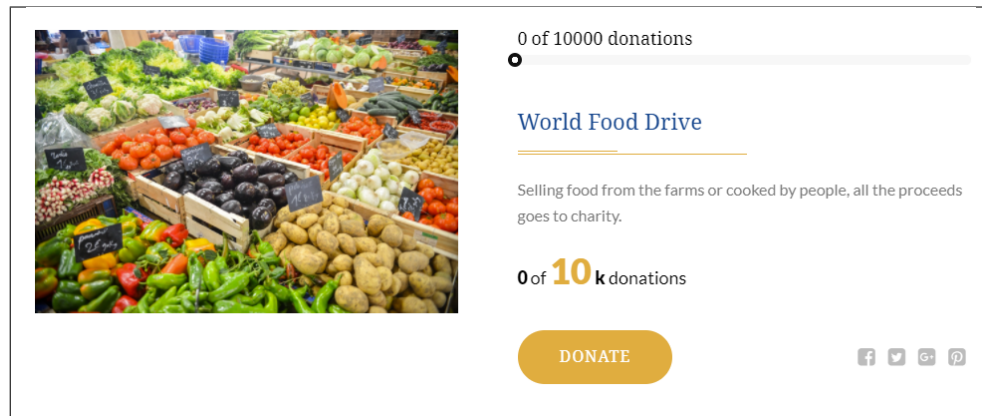 0 of 10000 donations
World Food Drive
Selling food from the farms or cooked by people, all the proceeds
goes to charity.
0 of 10 k donations
DONATE